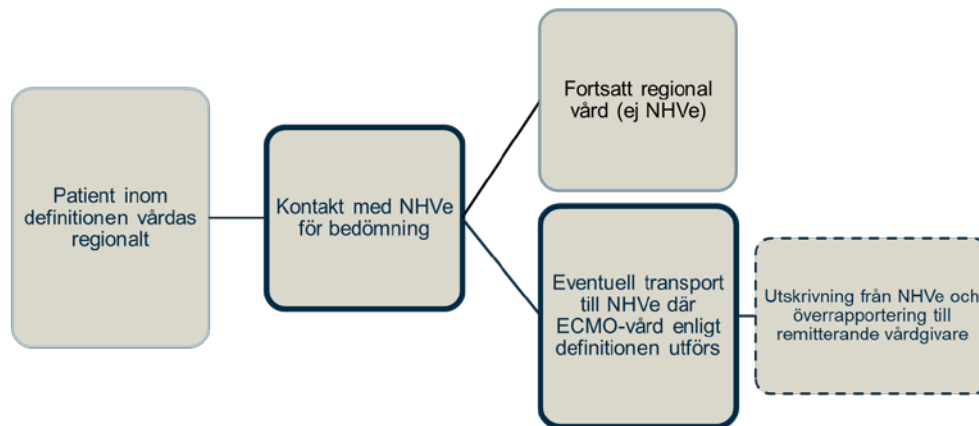 Patient inom
definitionen vårdas
regionalt
Kontakt med NHVe
för bedömning
Fortsatt regional
vård (ej NHVe)
Eventuell transport
till NHVe där
ECMO-vård enligt
definitionen utförs
Utskrivning från NHVe och
överrapportering till
remitterande vårdgivare